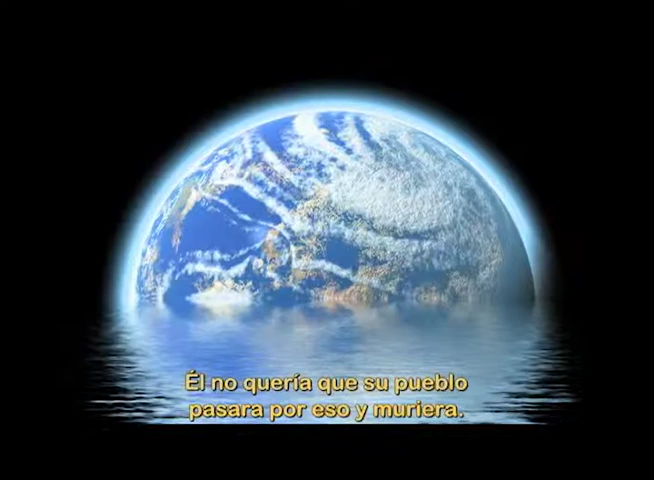 Él no quería que su pueblo
pasara por eso y muriera.